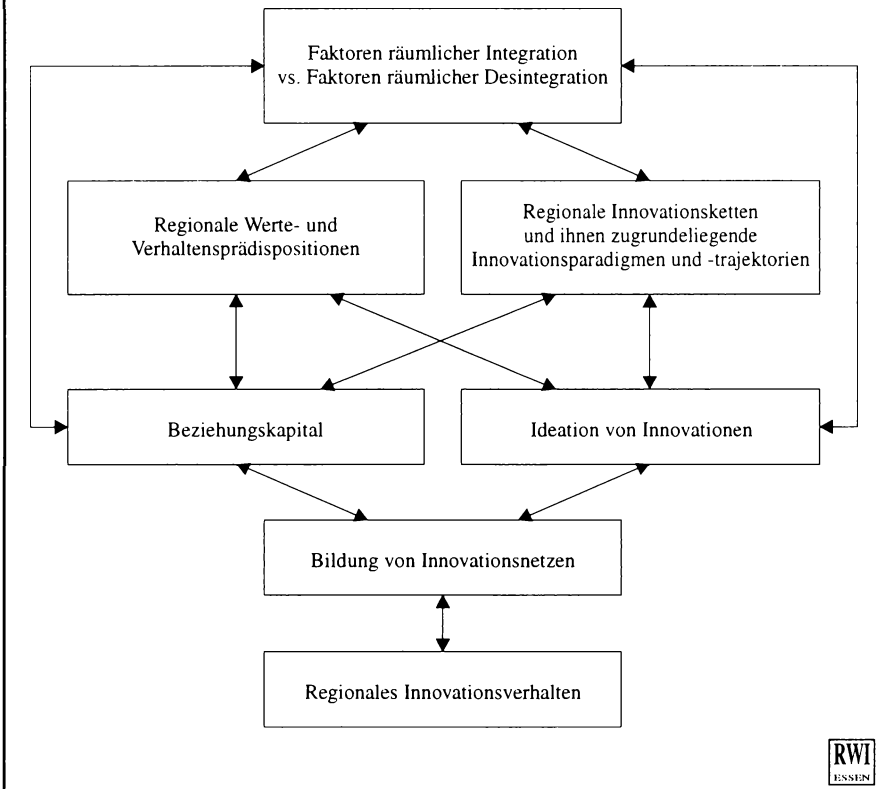 Faktoren räumlicher Integration
vs. Faktoren räumlicher Desintegration
Regionale Werte- und
Verhaltensprädispositionen
Regionale Innovationsketten
und ihnen zugrundeliegende
Innovationsparadigmen und -trajektorien
Beziehungskapital
Ideation von Innovationen
Bildung von Innovationsnetzen
Regionales Innovationsverhalten
RWI
ESSEN